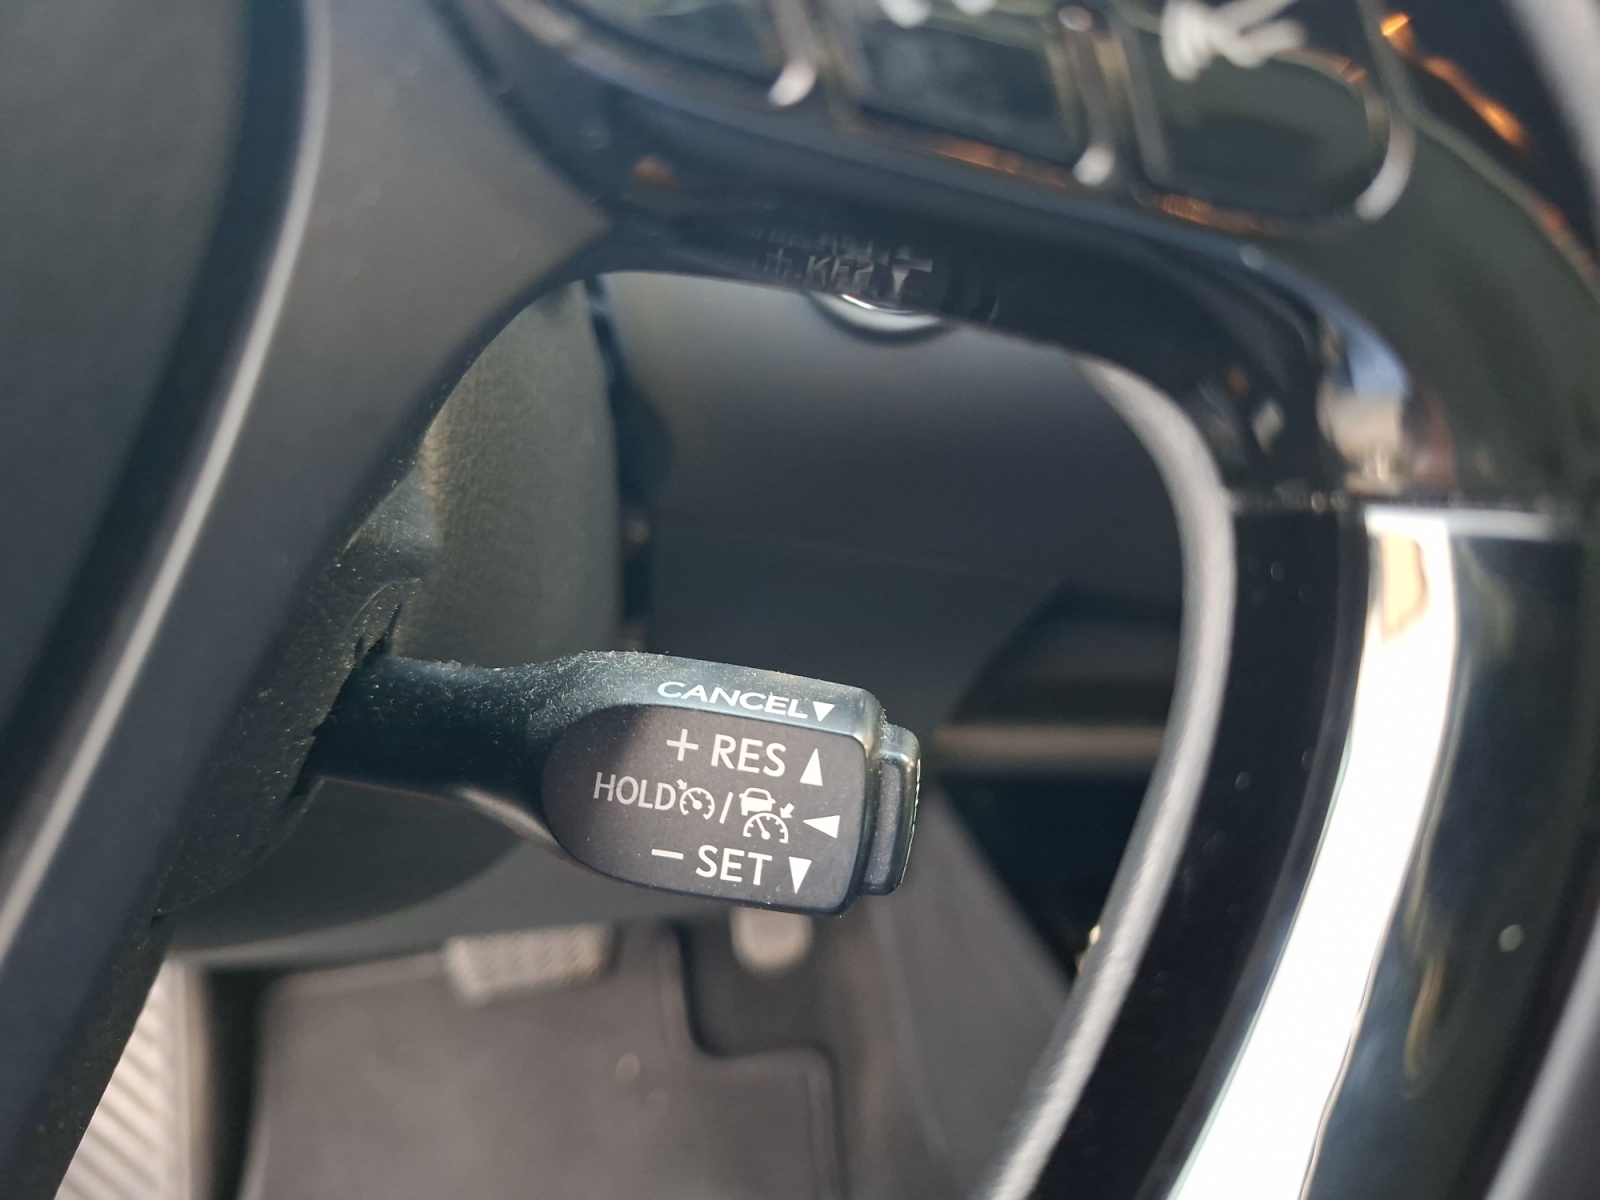 CANCEL▼
+ RES ▲
HOLD / ◀
− SET ▼